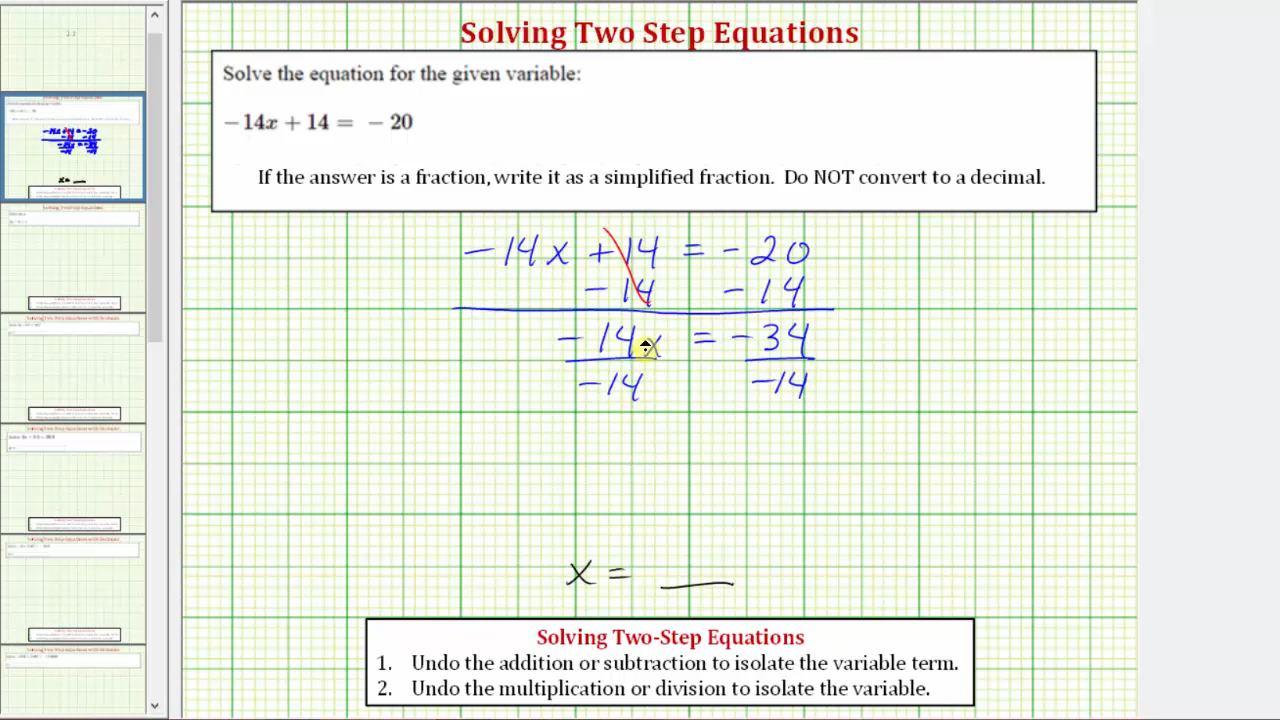 Solving Two Step Equations
Solve the equation for the given variable:
−14x + 14 = −20
If the answer is a fraction, write it as a simplified fraction. Do NOT convert to a decimal.
−14x + 14 = −20
−14 −14
−14x = −34
−14 −14
x = ___
Solving Two-Step Equations
1. Undo the addition or subtraction to isolate the variable term.
2. Undo the multiplication or division to isolate the variable.